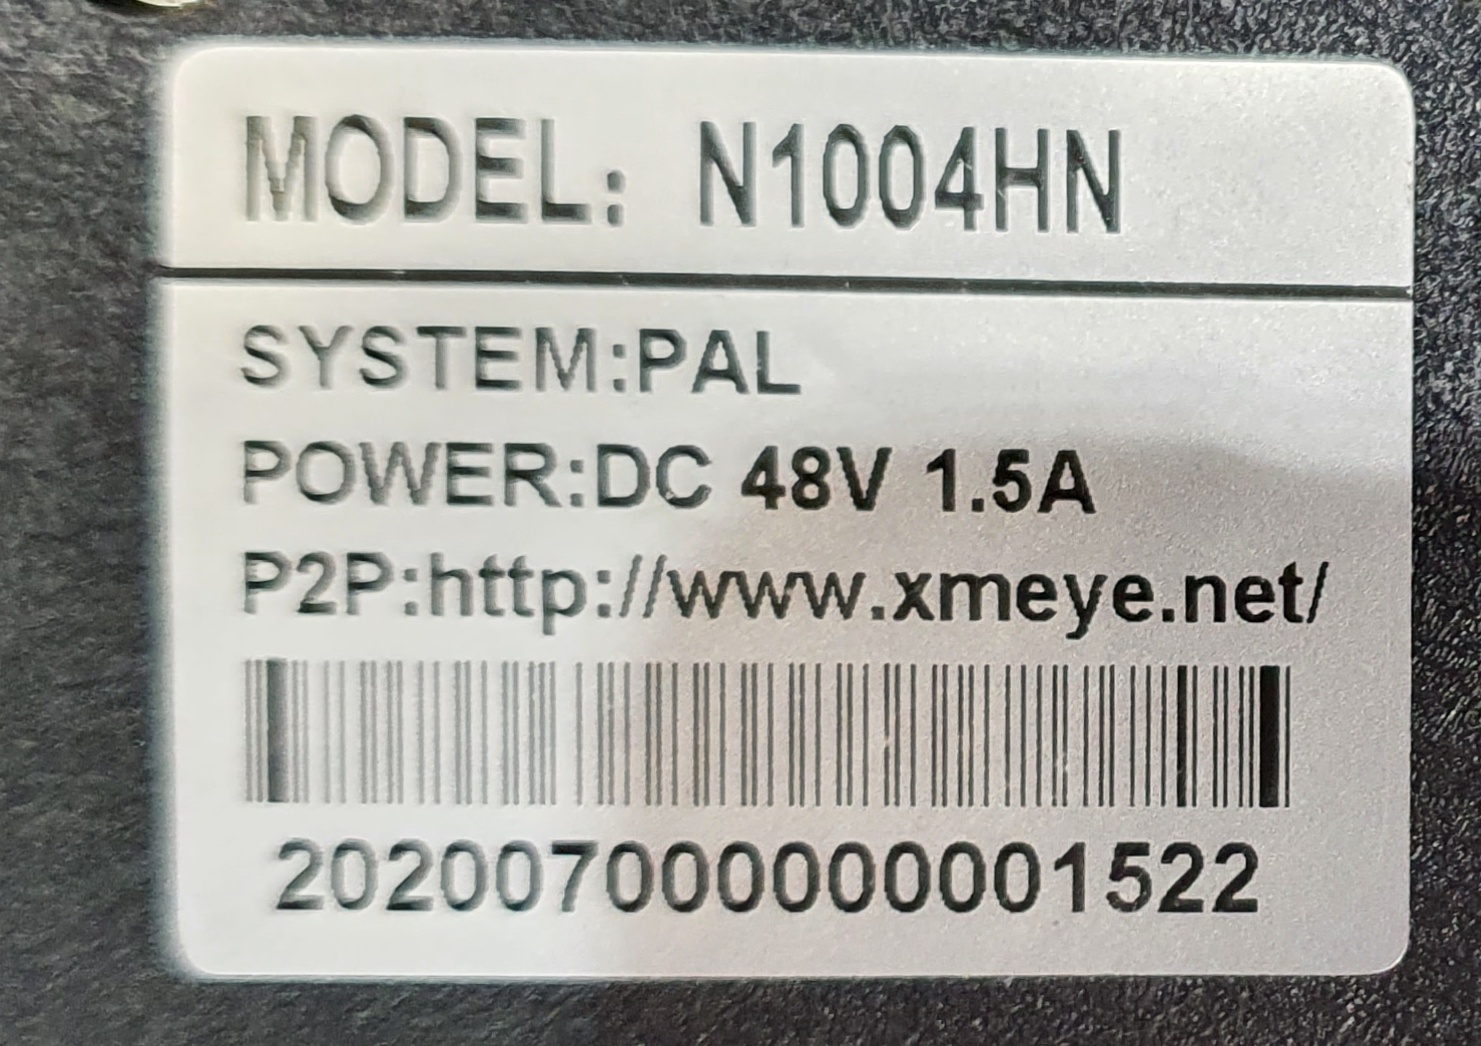 MODEL: N1004HN
SYSTEM:PAL
POWER:DC 48V 1.5A
P2P:http://www.xmeye.net/
202007000000001522